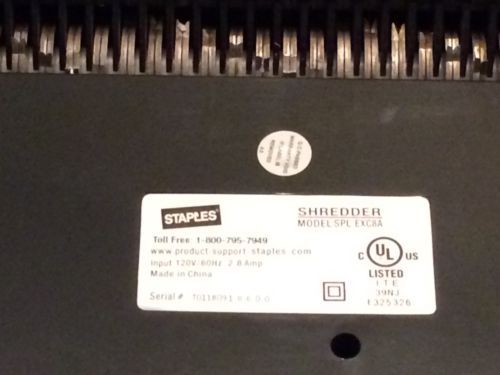 STAPLES
SHREDDER
MODEL SPL EXC8A
Toll Free: 1-800-795-7949
www.product-support-staples.com
Input 120V/60Hz 2.8 Amp
Made in China
Serial #
C UL US
LISTED
I.T.E
39NJ
E325326